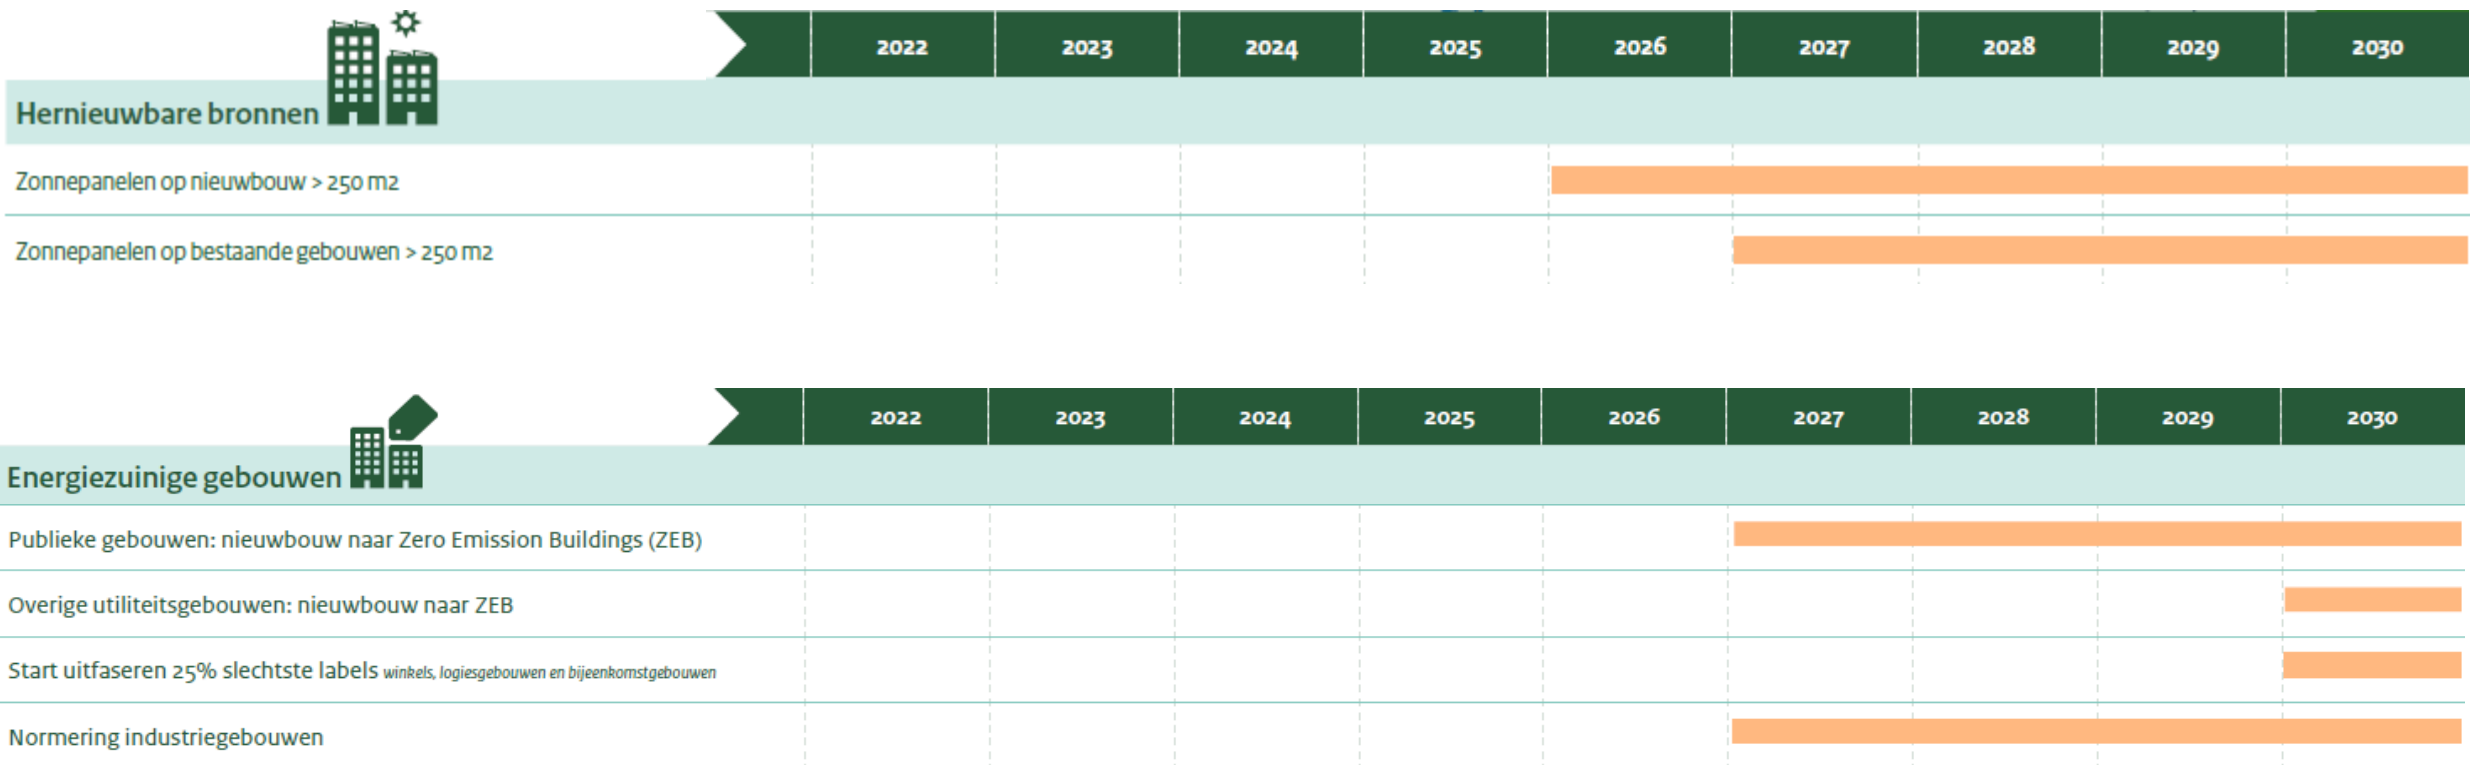 2022 2023 2024 2025 2026 2027 2028 2029 2030
Hernieuwbare bronnen
Zonnepanelen op nieuwbouw > 250 m2
Zonnepanelen op bestaande gebouwen > 250 m2
2022 2023 2024 2025 2026 2027 2028 2029 2030
Energiezuinige gebouwen
Publieke gebouwen: nieuwbouw naar Zero Emission Buildings (ZEB)
Overige utiliteitsgebouwen: nieuwbouw naar ZEB
Start uitfaseren 25% slechtste labels winkels, logiesgebouwen en bijeenkomstgebouwen
Normering industriegebouwen